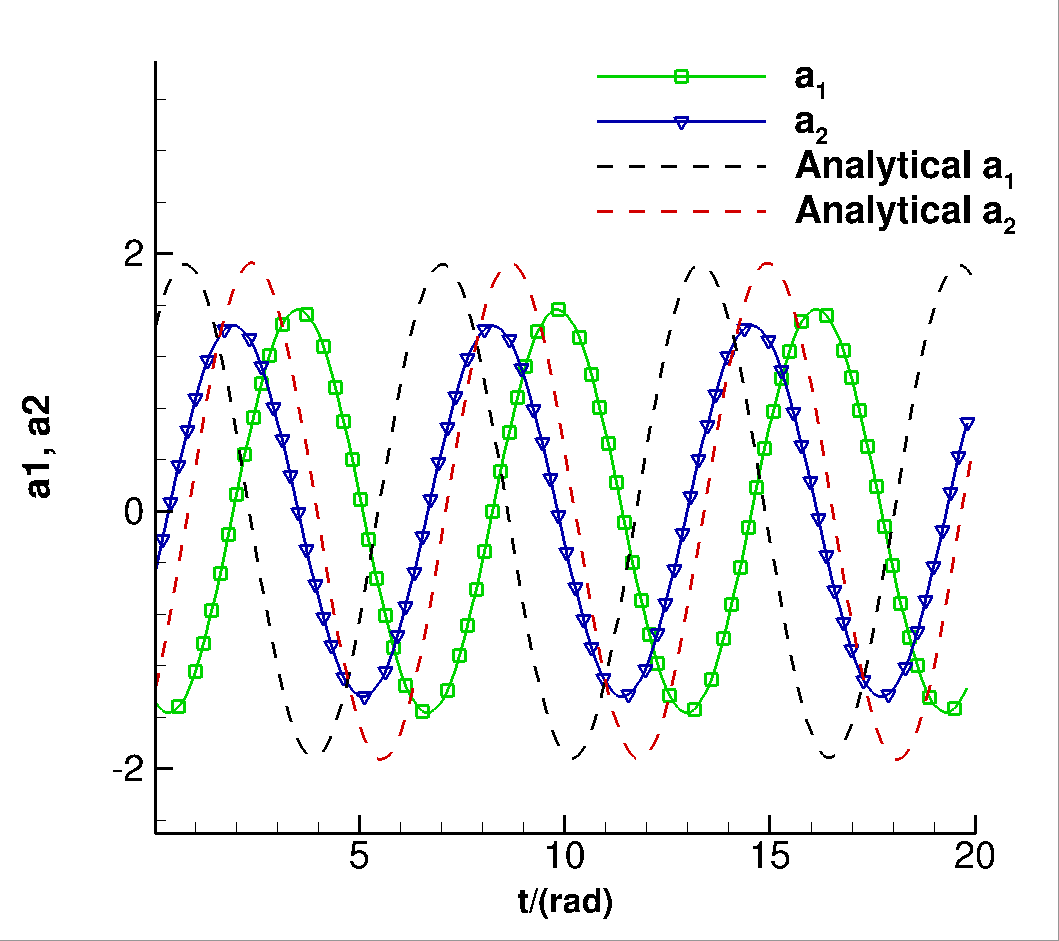 a1
a2
Analytical a1
Analytical a2
2
0
-2
a1, a2
5 10 15 20
t/(rad)